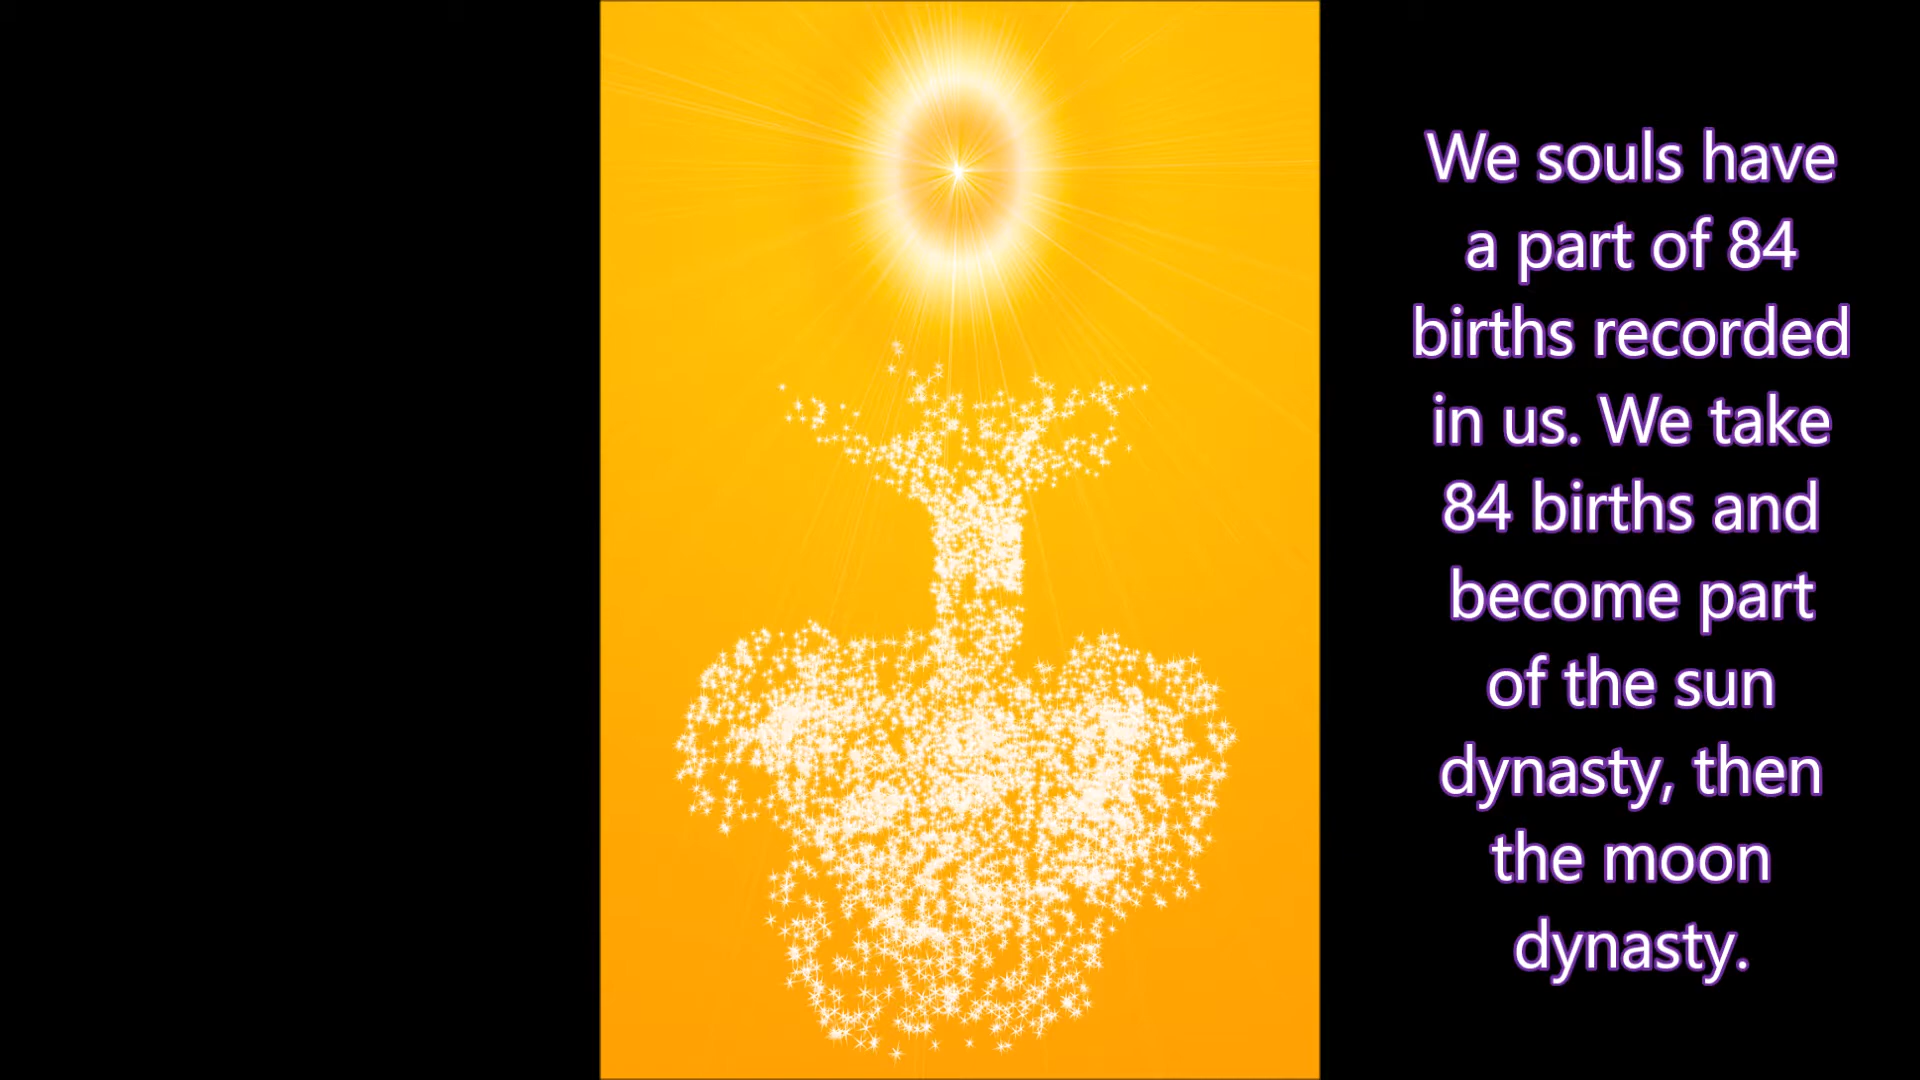 We souls have
a part of 84
births recorded
in us. We take
84 births and
become part
of the sun
dynasty, then
the moon
dynasty.